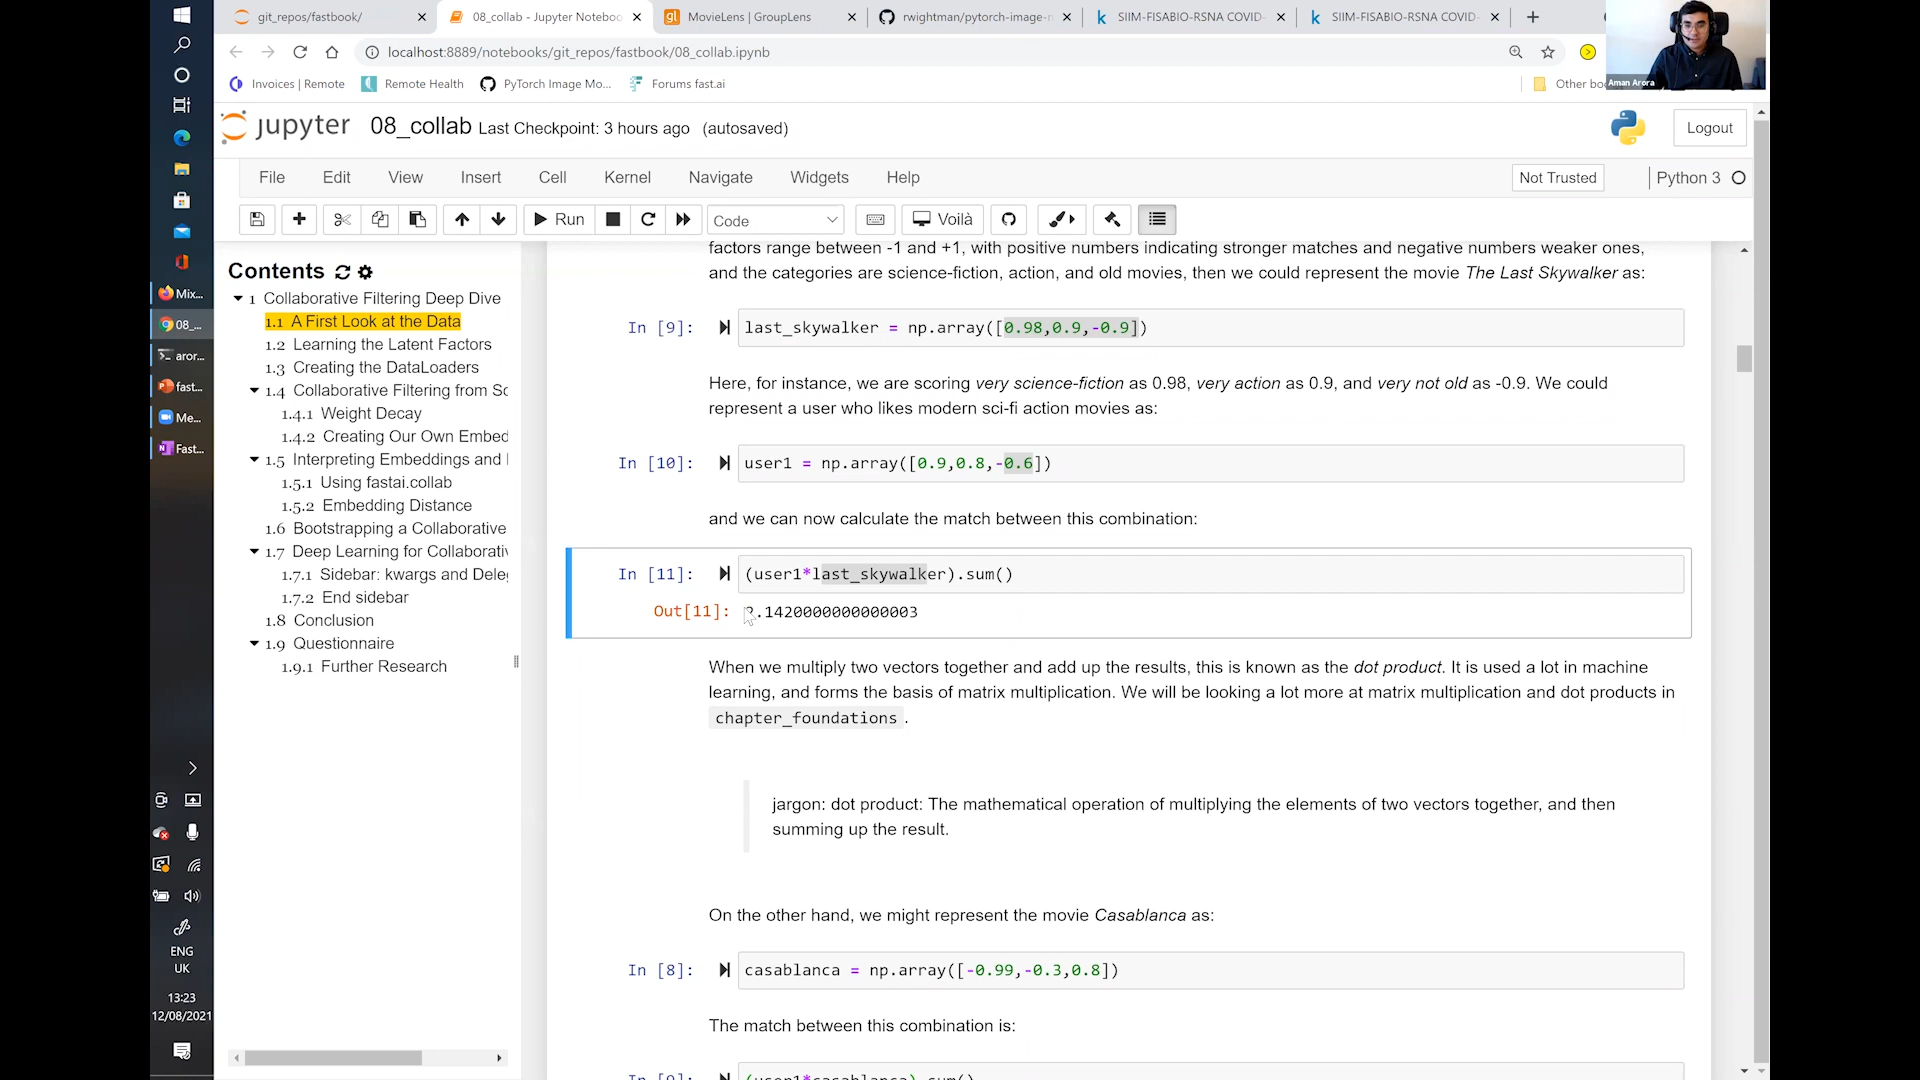 git_repos/fastbook/
08_collab - Jupyter Noteboo
MovieLens | GroupLens
rwightman/pytorch-image-m
SIIM-FISABIO-RSNA COVID-
SIIM-FISABIO-RSNA COVID-
localhost:8889/notebooks/git_repos/fastbook/08_collab.ipynb
Invoices | Remote
Remote Health
PyTorch Image Mo...
Forums fast.ai
Other bo
Aman Arora
jupyter
08_collab Last Checkpoint: 3 hours ago (autosaved)
Logout
File Edit View Insert Cell Kernel Navigate Widgets Help
Not Trusted
Python 3
Run
Code
Voilà
Contents
1 Collaborative Filtering Deep Dive
1.1 A First Look at the Data
1.2 Learning the Latent Factors
1.3 Creating the DataLoaders
1.4 Collaborative Filtering from Sc
1.4.1 Weight Decay
1.4.2 Creating Our Own Embed
1.5 Interpreting Embeddings and
1.5.1 Using fastai.collab
1.5.2 Embedding Distance
1.6 Bootstrapping a Collaborative
1.7 Deep Learning for Collaborativ
1.7.1 Sidebar: kwargs and Deleg
1.7.2 End sidebar
1.8 Conclusion
1.9 Questionnaire
1.9.1 Further Research
factors range between -1 and +1, with positive numbers indicating stronger matches and negative numbers weaker ones,
and the categories are science-fiction, action, and old movies, then we could represent the movie The Last Skywalker as:
In [9]: last_skywalker = np.array([0.98,0.9,-0.9])
Here, for instance, we are scoring very science-fiction as 0.98, very action as 0.9, and very not old as -0.9. We could
represent a user who likes modern sci-fi action movies as:
In [10]: user1 = np.array([0.9,0.8,-0.6])
and we can now calculate the match between this combination:
In [11]: (user1*last_skywalker).sum()
Out[11]: 2.1420000000000003
When we multiply two vectors together and add up the results, this is known as the dot product. It is used a lot in machine
learning, and forms the basis of matrix multiplication. We will be looking a lot more at matrix multiplication and dot products in
chapter_foundations .
jargon: dot product: The mathematical operation of multiplying the elements of two vectors together, and then
summing up the result.
On the other hand, we might represent the movie Casablanca as:
In [8]: casablanca = np.array([-0.99,-0.3,0.8])
The match between this combination is:
In [9]: (user1*casablanca).sum()
Mix...
08_...
aror...
fast...
Me...
Fast...
ENG
UK
13:23
12/08/2021